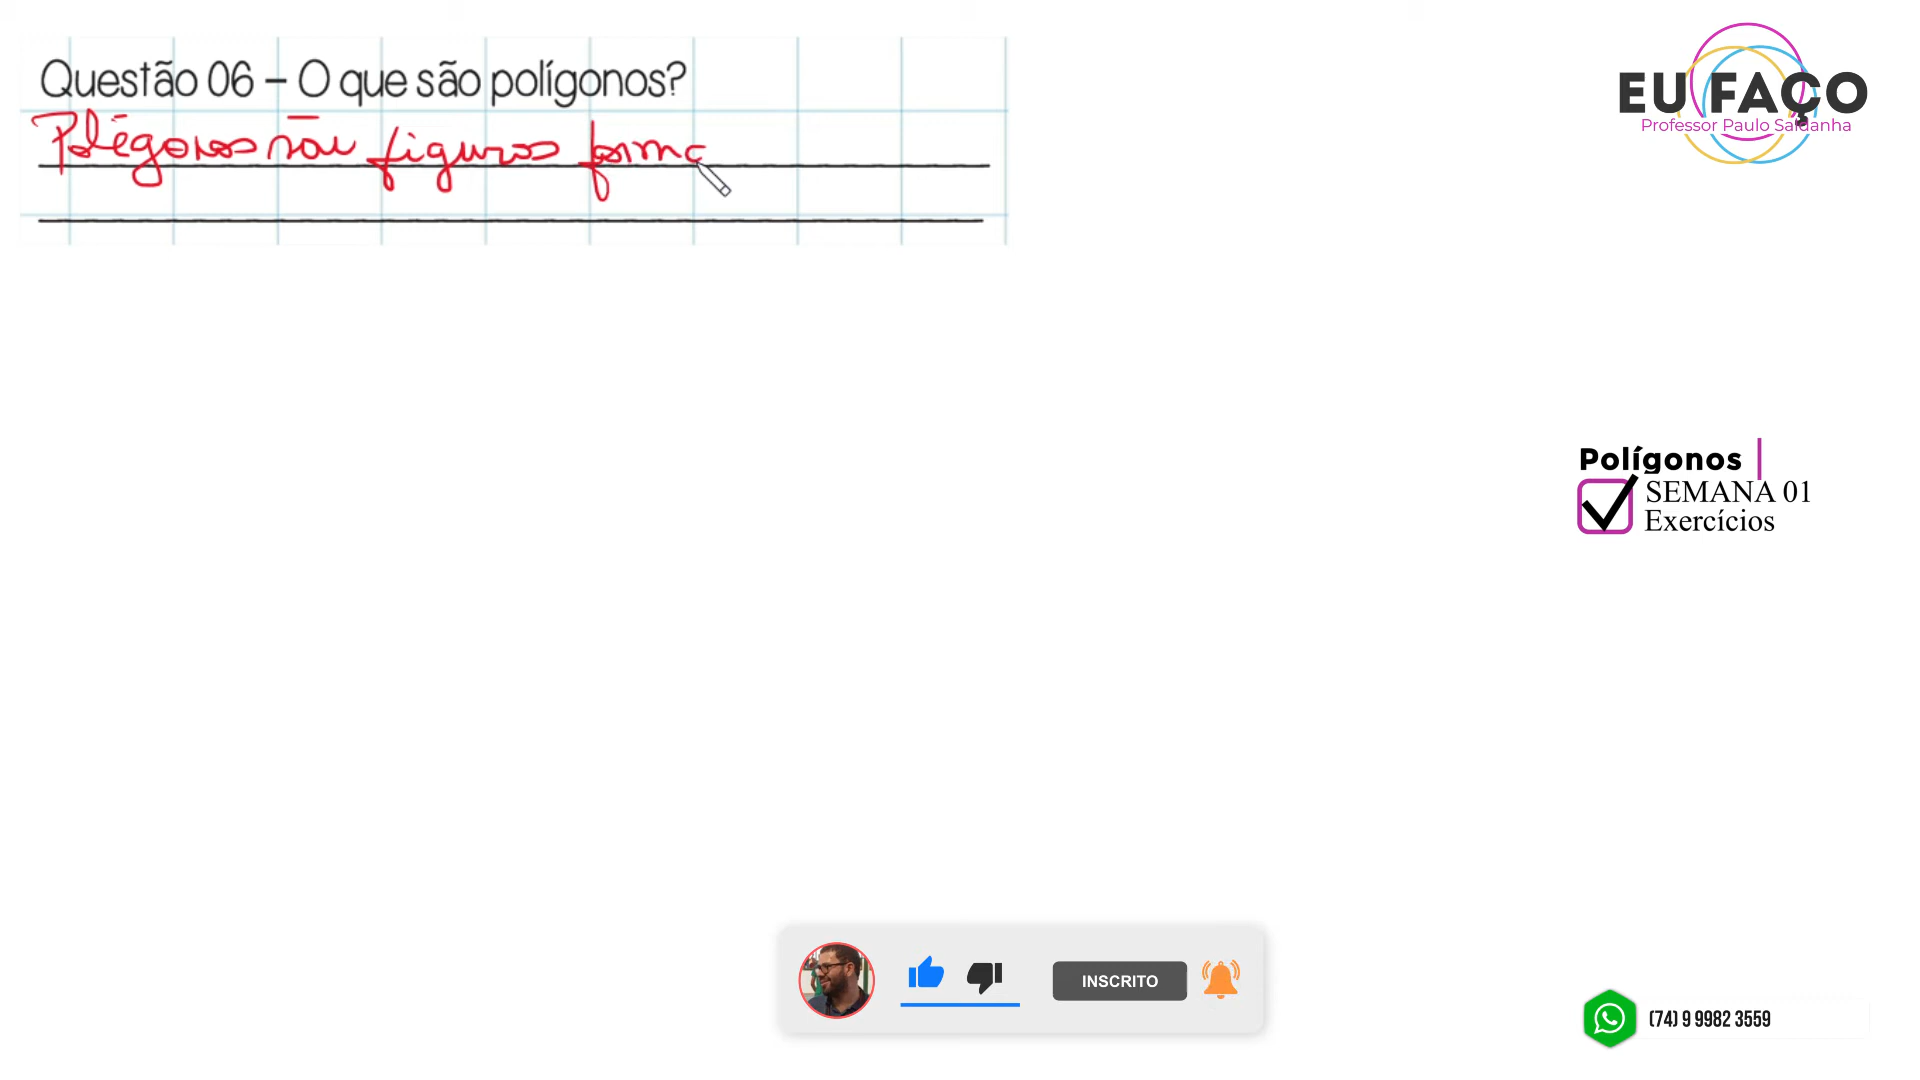 Questão 06 – O que são polígonos?
Polígonos são figuras forma
EU FAÇO
Professor Paulo Saldanha
Polígonos
SEMANA 01
Exercícios
INSCRITO
(74) 9 9982 3559